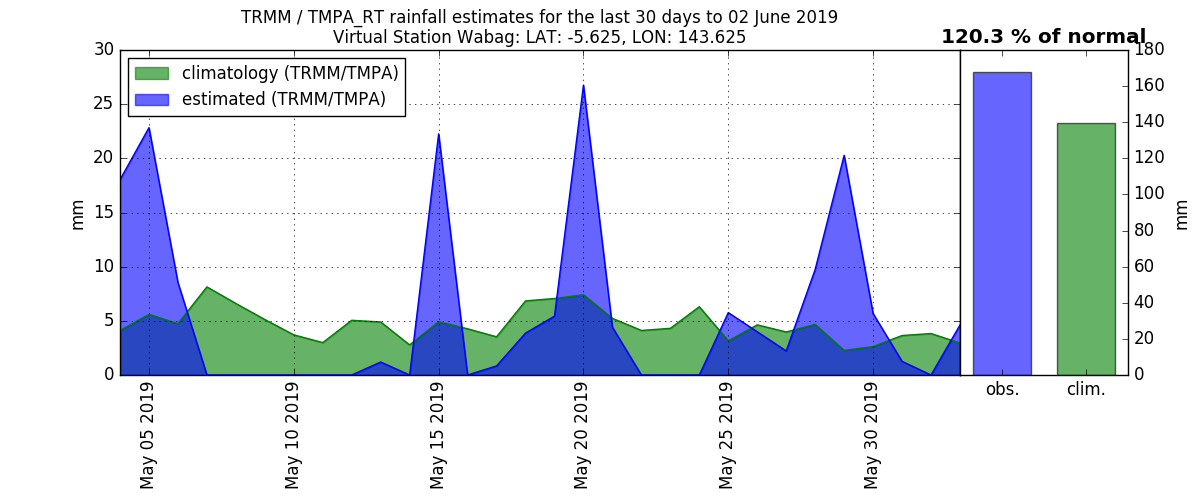 TRMM / TMPA_RT rainfall estimates for the last 30 days to 02 June 2019
Virtual Station Wabag: LAT: -5.625, LON: 143.625
120.3 % of normal
climatology (TRMM/TMPA)
estimated (TRMM/TMPA)
mm
30
25
20
15
10
5
0
May 05 2019
May 10 2019
May 15 2019
May 20 2019
May 25 2019
May 30 2019
obs.
clim.
180
160
140
120
100
80
60
40
20
0
mm